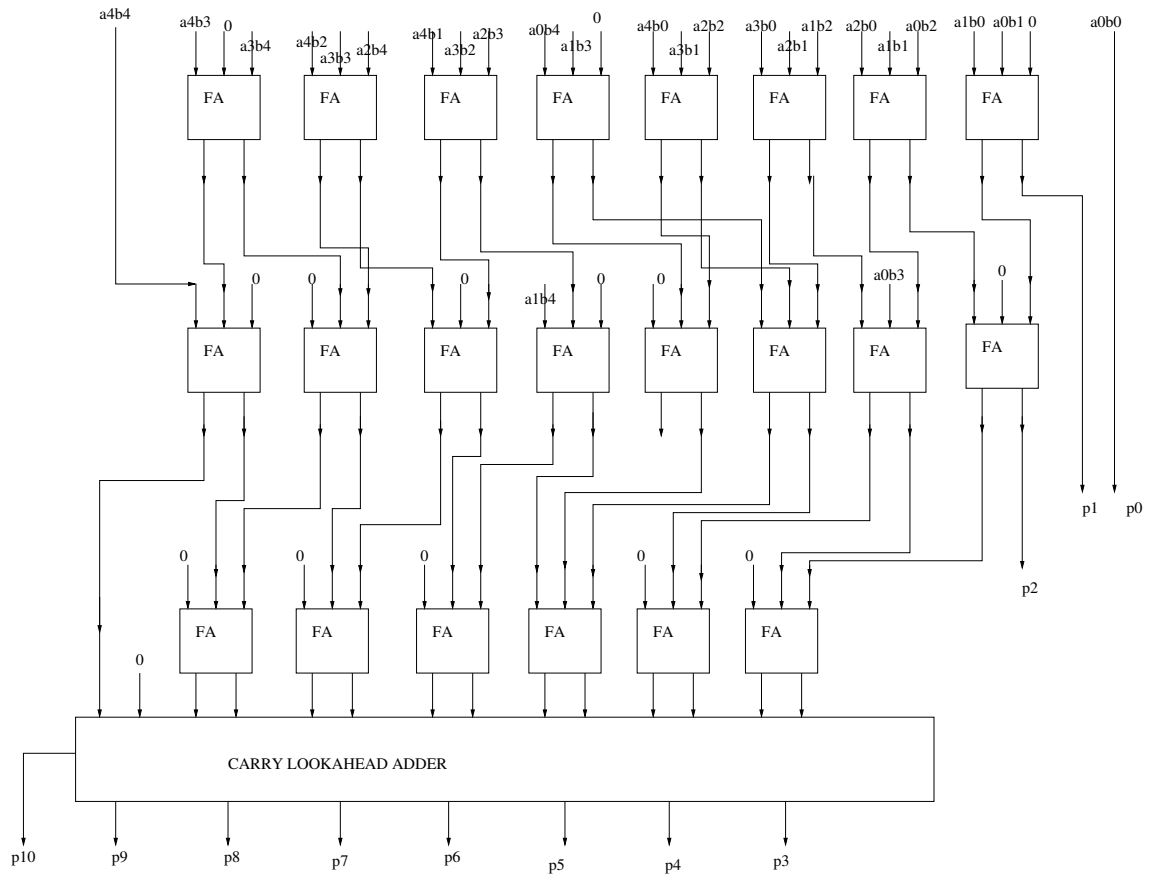 a4b4 a4b3 0 a3b4 a4b2 a3b3 a2b4 a4b1 a3b2 a2b3 a0b4 a1b3 0 a4b0 a3b1 a2b2 a3b0 a2b1 a1b2 a2b0 a1b1 a0b2 a1b0 a0b1 0 a0b0
FA FA FA FA FA FA FA FA
0 0 0 a1b4 0 0 a0b3 0
FA FA FA FA FA FA FA FA
p1 p0
0 0 0 0 0
p2
FA FA FA FA FA FA
0
CARRY LOOKAHEAD ADDER
p10 p9 p8 p7 p6 p5 p4 p3